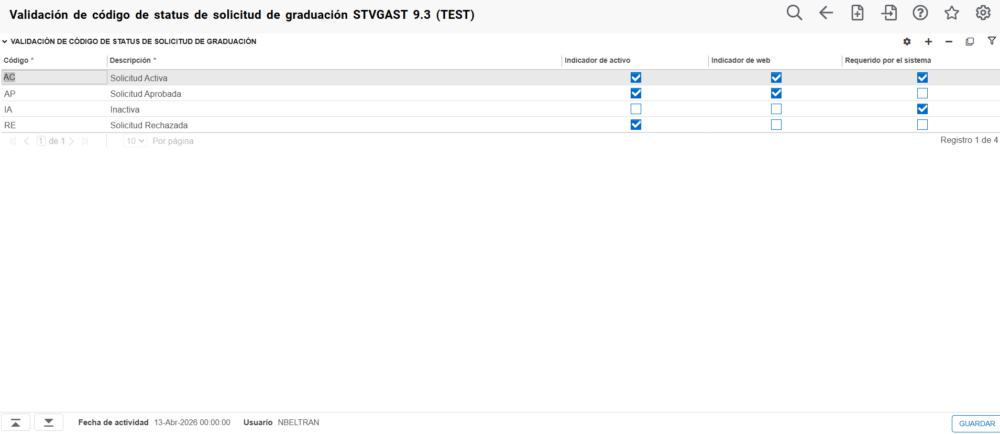 Validación de código de status de solicitud de graduación STVGAST 9.3 (TEST)
VALIDACIÓN DE CÓDIGO DE STATUS DE SOLICITUD DE GRADUACIÓN
Código * Descripción * Indicador de activo Indicador de web Requerido por el sistema
AC Solicitud Activa
AP Solicitud Aprobada
IA Inactiva
RE Solicitud Rechazada
1 de 1 10 Por página Registro 1 de 4
Fecha de actividad 13-Abr-2026 00:00:00 Usuario NBELTRAN GUARDAR